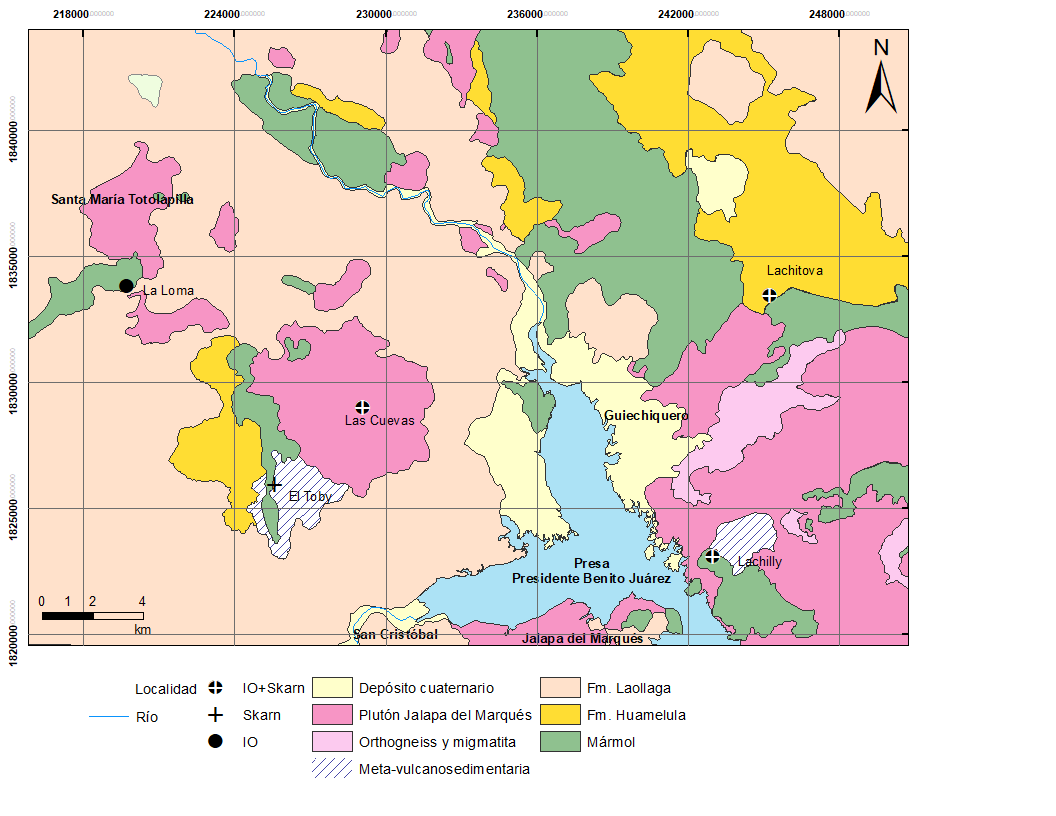 218000 224000 230000 236000 242000 248000
N
1840000
Santa María Totolapilla
1835000
Lachitova
La Loma
1830000
Guiechiquero
Las Cuevas
El Toby
1825000
Lachilly
Presa
Presidente Benito Juárez
0 1 2 4
km
San Cristóbal
Jalapa del Marqués
1820000
Localidad
Río
IO+Skarn
Skarn
IO
Depósito cuaternario
Plutón Jalapa del Marqués
Orthogneiss y migmatita
Meta-vulcanosedimentaria
Fm. Laollaga
Fm. Huamelula
Mármol